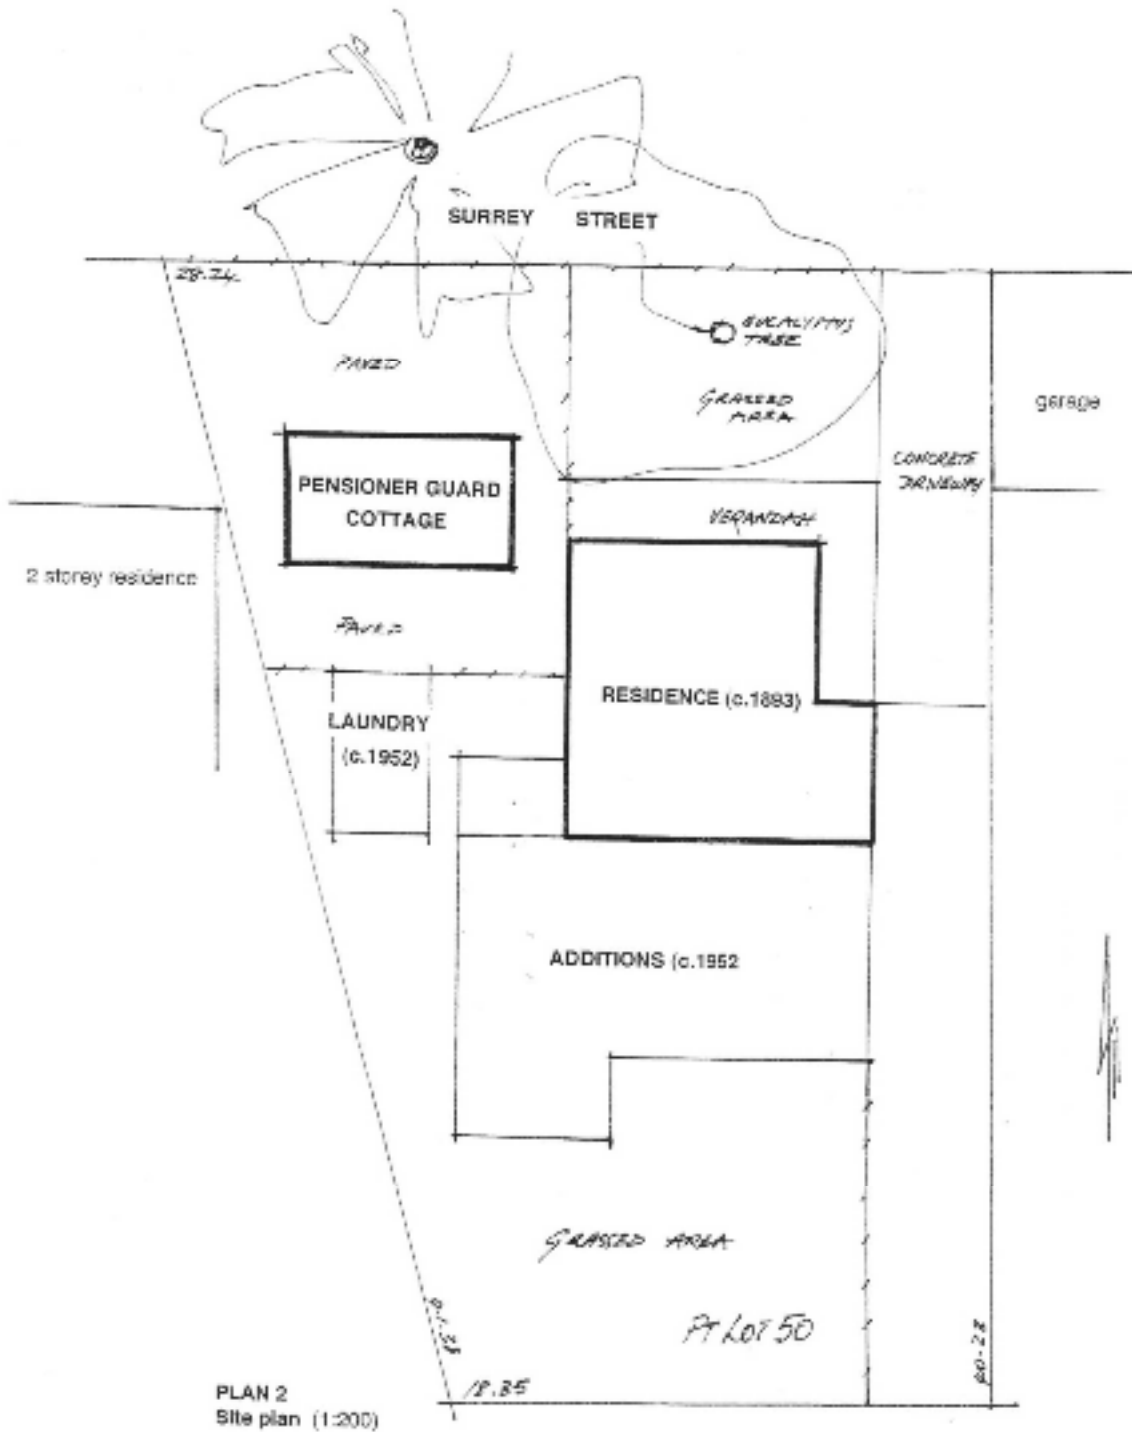 SURREY STREET
28.24
EUCALYPTUS
TREE
PAVED
GRASSED
AREA
garage
CONCRETE
DRIVEWAY
PENSIONER GUARD
COTTAGE
VERANDAH
2 storey residence
PAVED
RESIDENCE (c.1893)
LAUNDRY
(c.1952)
ADDITIONS (c.1952
GRASSED AREA
PT LOT 50
18.35
PLAN 2
Site plan (1:200)